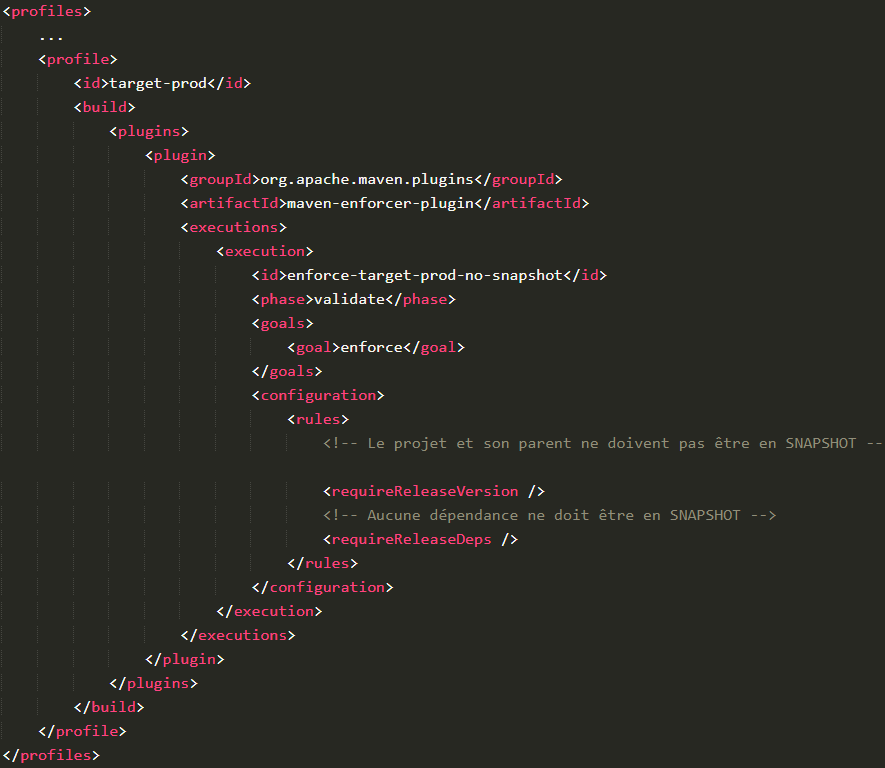 <profiles>
    ...
    <profile>
        <id>target-prod</id>
        <build>
            <plugins>
                <plugin>
                    <groupId>org.apache.maven.plugins</groupId>
                    <artifactId>maven-enforcer-plugin</artifactId>
                    <executions>
                        <execution>
                            <id>enforce-target-prod-no-snapshot</id>
                            <phase>validate</phase>
                            <goals>
                                <goal>enforce</goal>
                            </goals>
                            <configuration>
                                <rules>
                                    <!-- Le projet et son parent ne doivent pas être en SNAPSHOT --
                                    <requireReleaseVersion />
                                    <!-- Aucune dépendance ne doit être en SNAPSHOT -->
                                    <requireReleaseDeps />
                                </rules>
                            </configuration>
                        </execution>
                    </executions>
                </plugin>
            </plugins>
        </build>
    </profile>
</profiles>